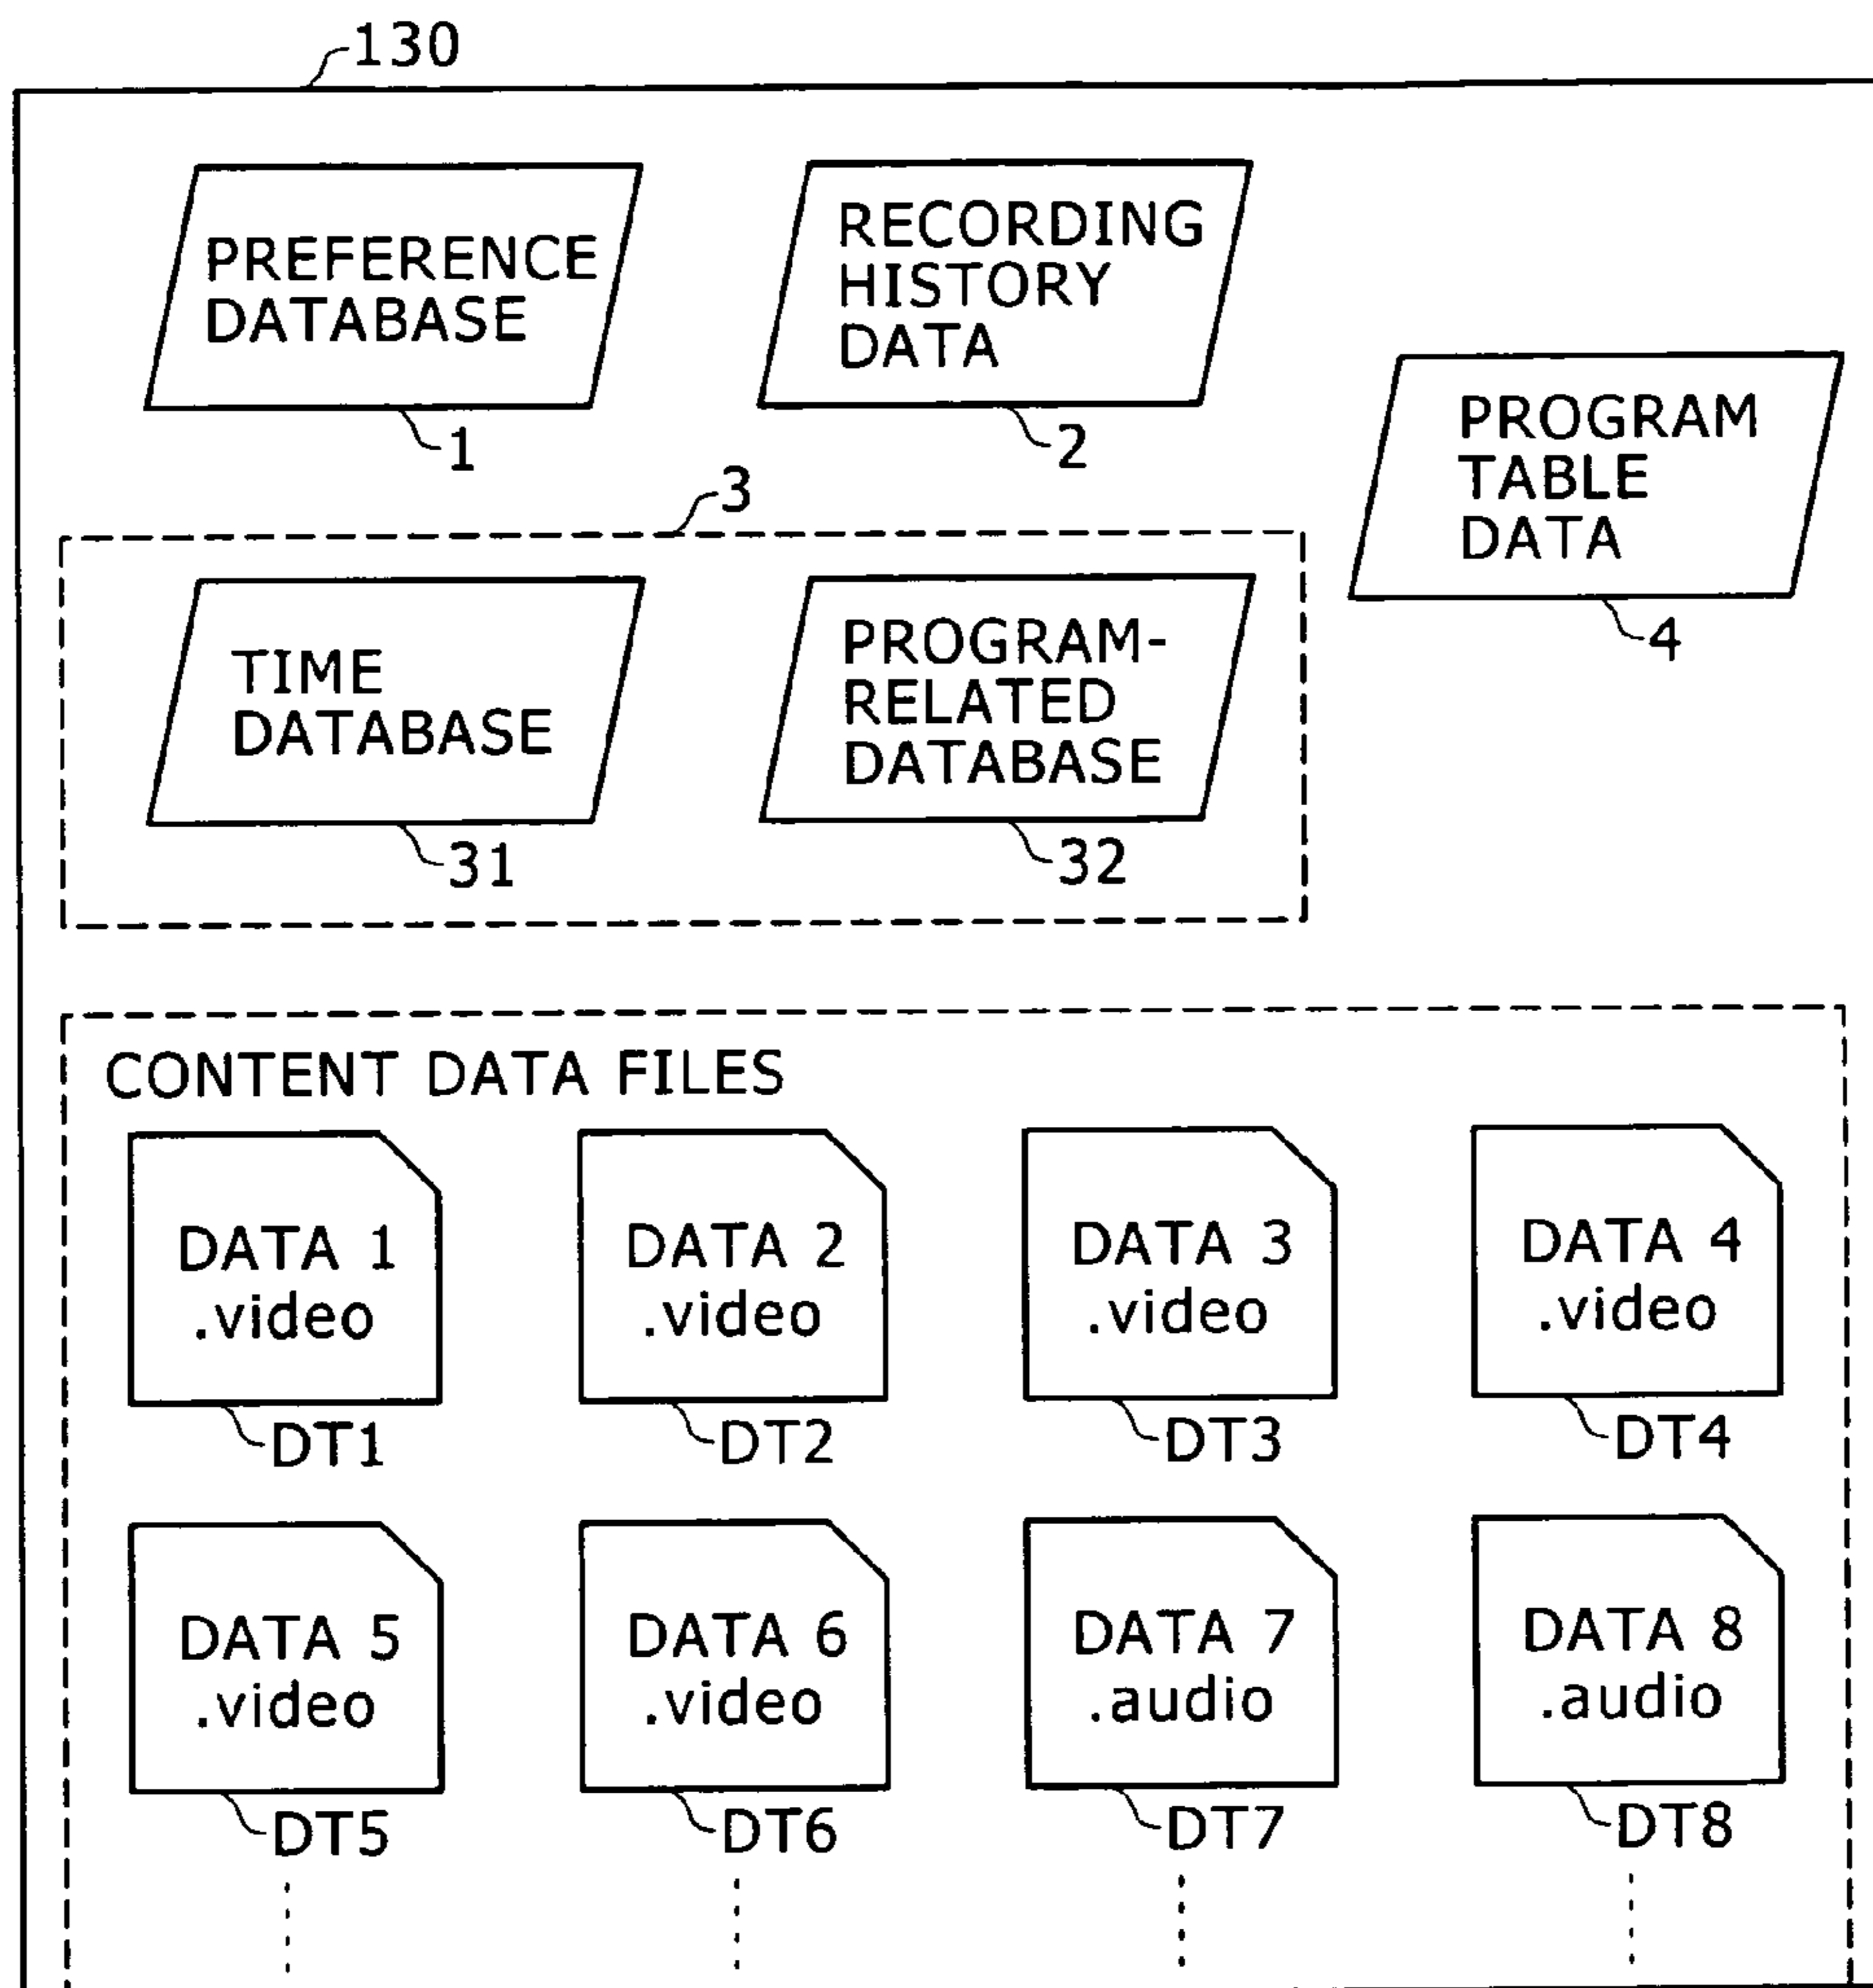 130
PREFERENCE
DATABASE
1
RECORDING
HISTORY
DATA
2
PROGRAM
TABLE
DATA
4
3
TIME
DATABASE
31
PROGRAM-
RELATED
DATABASE
32
CONTENT DATA FILES
DATA 1
.video
DT1
DATA 2
.video
DT2
DATA 3
.video
DT3
DATA 4
.video
DT4
DATA 5
.video
DT5
DATA 6
.video
DT6
DATA 7
.audio
DT7
DATA 8
.audio
DT8